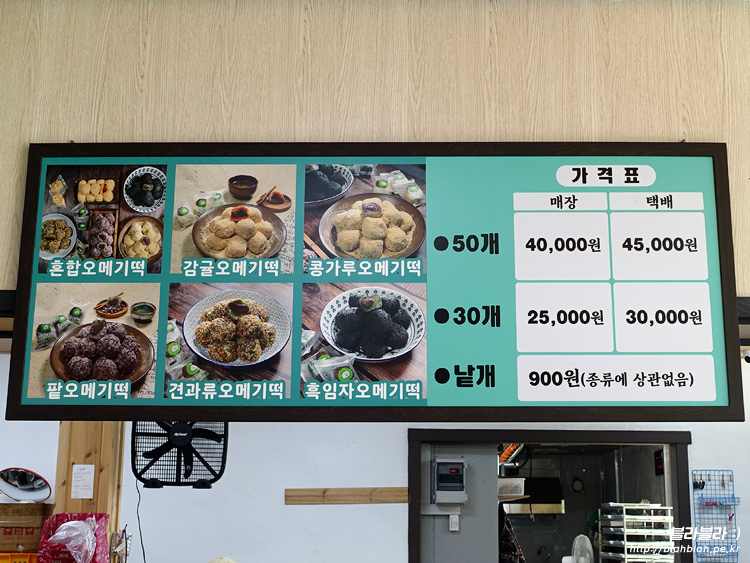 혼합오메기떡
감귤오메기떡
콩가루오메기떡
팥오메기떡
견과류오메기떡
흑임자오메기떡
가격표
매장 택배
●50개 40,000원 45,000원
●30개 25,000원 30,000원
●낱개 900원(종류에 상관없음)
블라블라 :)
http://blahblah.pe.kr